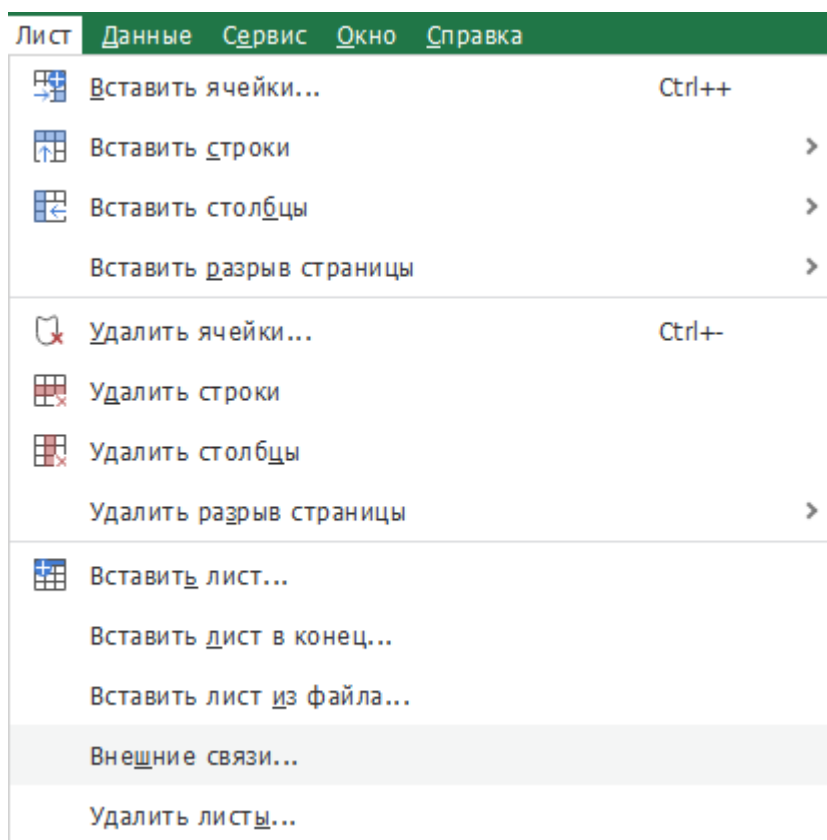 Лист Данные Сервис Окно Справка
Вставить ячейки... Ctrl++
Вставить строки
Вставить столбцы
Вставить разрыв страницы
Удалить ячейки... Ctrl+-
Удалить строки
Удалить столбцы
Удалить разрыв страницы
Вставить лист...
Вставить лист в конец...
Вставить лист из файла...
Внешние связи...
Удалить листы...